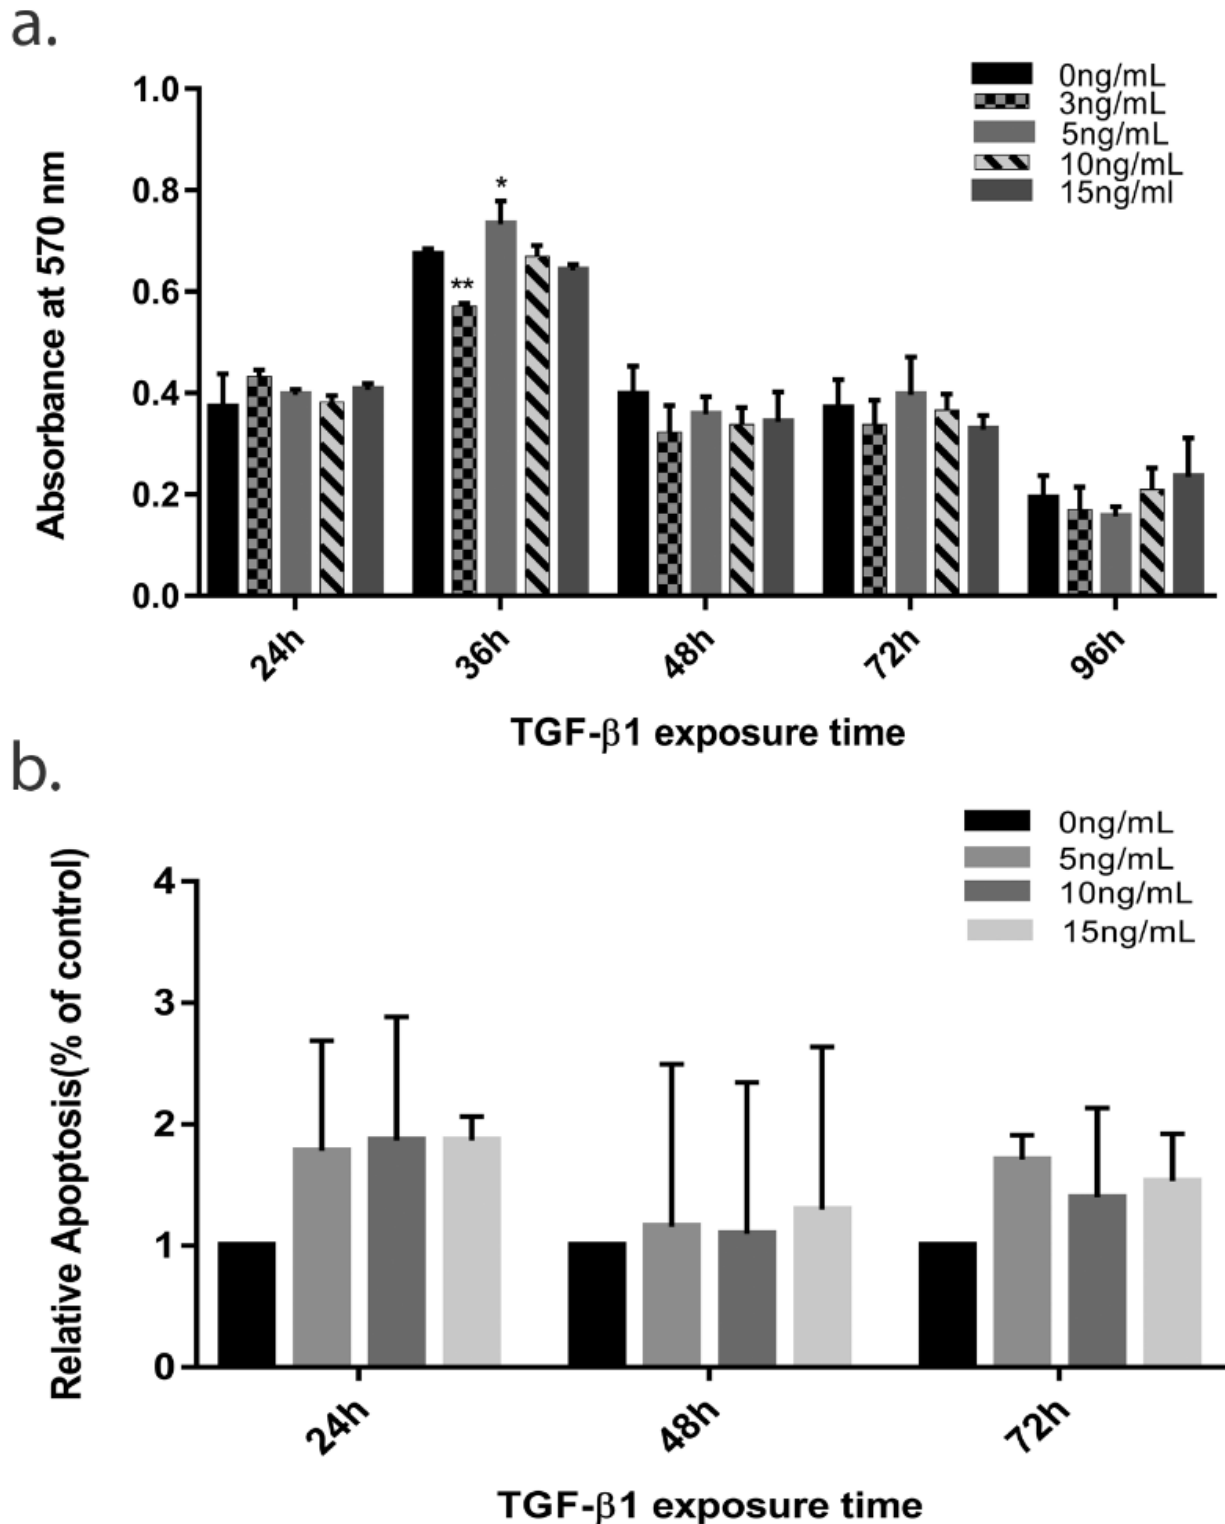 a.
0ng/mL
3ng/mL
5ng/mL
10ng/mL
15ng/ml
1.0
0.8
0.6
0.4
0.2
0.0
Absorbance at 570 nm
**
*
24h
36h
48h
72h
96h
TGF-β1 exposure time
b.
0ng/mL
5ng/mL
10ng/mL
15ng/mL
4
3
2
1
0
Relative Apoptosis(% of control)
24h
48h
72h
TGF-β1 exposure time